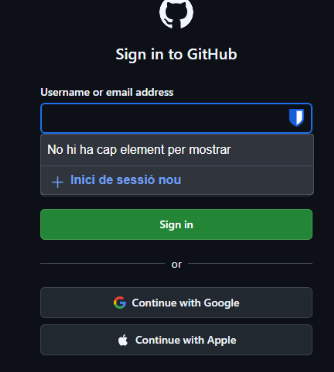 Sign in to GitHub
Username or email address
No hi ha cap element per mostrar
Inici de sessió nou
Sign in
or
Continue with Google
Continue with Apple